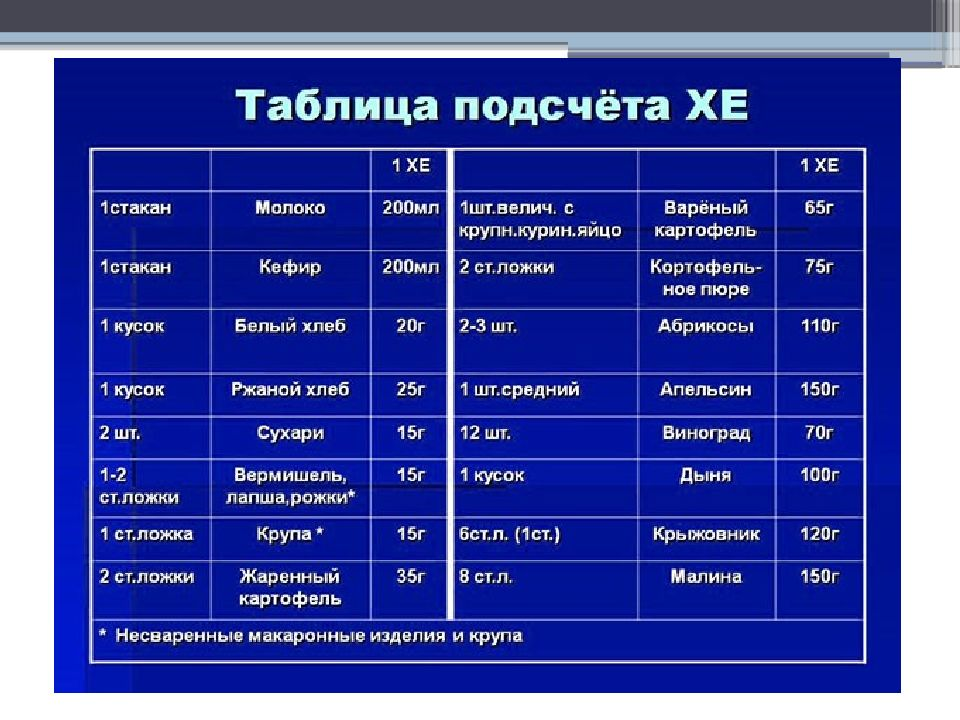 Таблица подсчёта ХЕ
1 ХЕ 1 ХЕ
1стакан Молоко 200мл 1шт.велич. с крупн.курин.яйцо Варёный картофель 65г
1стакан Кефир 200мл 2 ст.ложки Кортофель-ное пюре 75г
1 кусок Белый хлеб 20г 2-3 шт. Абрикосы 110г
1 кусок Ржаной хлеб 25г 1 шт.средний Апельсин 150г
2 шт. Сухари 15г 12 шт. Виноград 70г
1-2 ст.ложки Вермишель, лапша,рожки* 15г 1 кусок Дыня 100г
1 ст.ложка Крупа * 15г 6ст.л. (1ст.) Крыжовник 120г
2 ст.ложки Жаренный картофель 35г 8 ст.л. Малина 150г
* Несваренные макаронные изделия и крупа